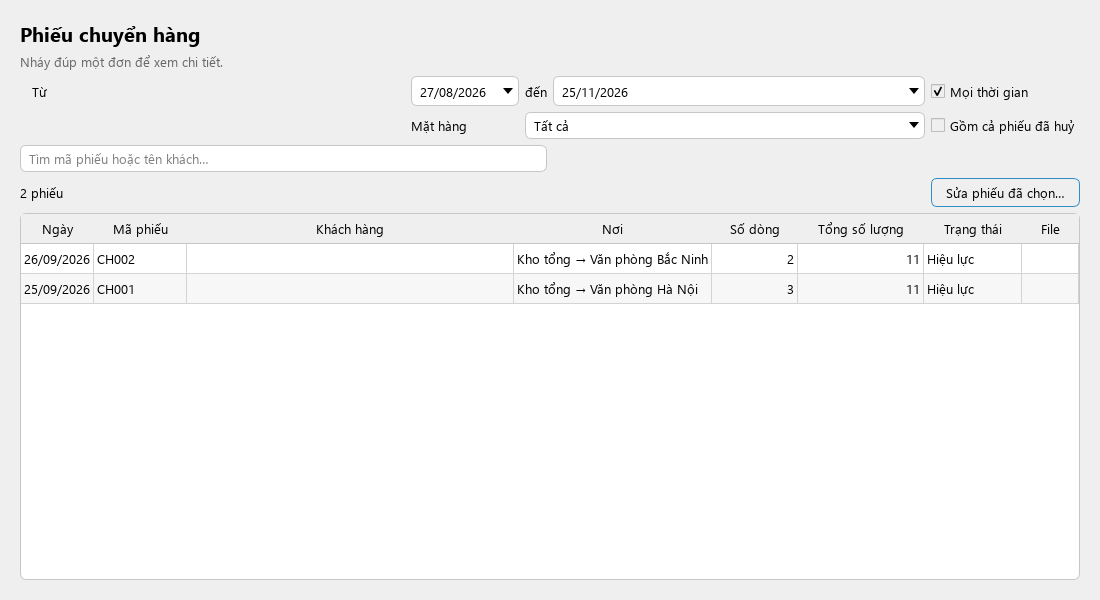 Phiếu chuyển hàng
Nháy đúp một đơn để xem chi tiết.
Từ 27/08/2026 đến 25/11/2026 Mọi thời gian
Mặt hàng Tất cả Gồm cả phiếu đã huỷ
Tìm mã phiếu hoặc tên khách...
2 phiếu Sửa phiếu đã chọn...
Ngày Mã phiếu Khách hàng Nơi Số dòng Tổng số lượng Trạng thái File
26/09/2026 CH002 Kho tổng → Văn phòng Bắc Ninh 2 11 Hiệu lực
25/09/2026 CH001 Kho tổng → Văn phòng Hà Nội 3 11 Hiệu lực